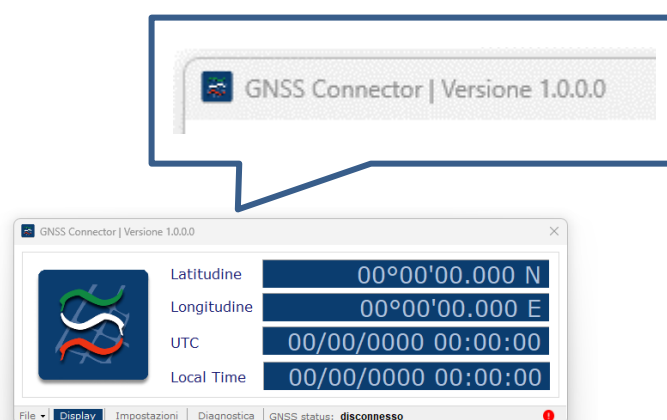 GNSS Connector | Versione 1.0.0.0
GNSS Connector | Versione 1.0.0.0
Latitudine 00°00'00.000 N
Longitudine 00°00'00.000 E
UTC 00/00/0000 00:00:00
Local Time 00/00/0000 00:00:00
File Display Impostazioni Diagnostica GNSS status: disconnesso